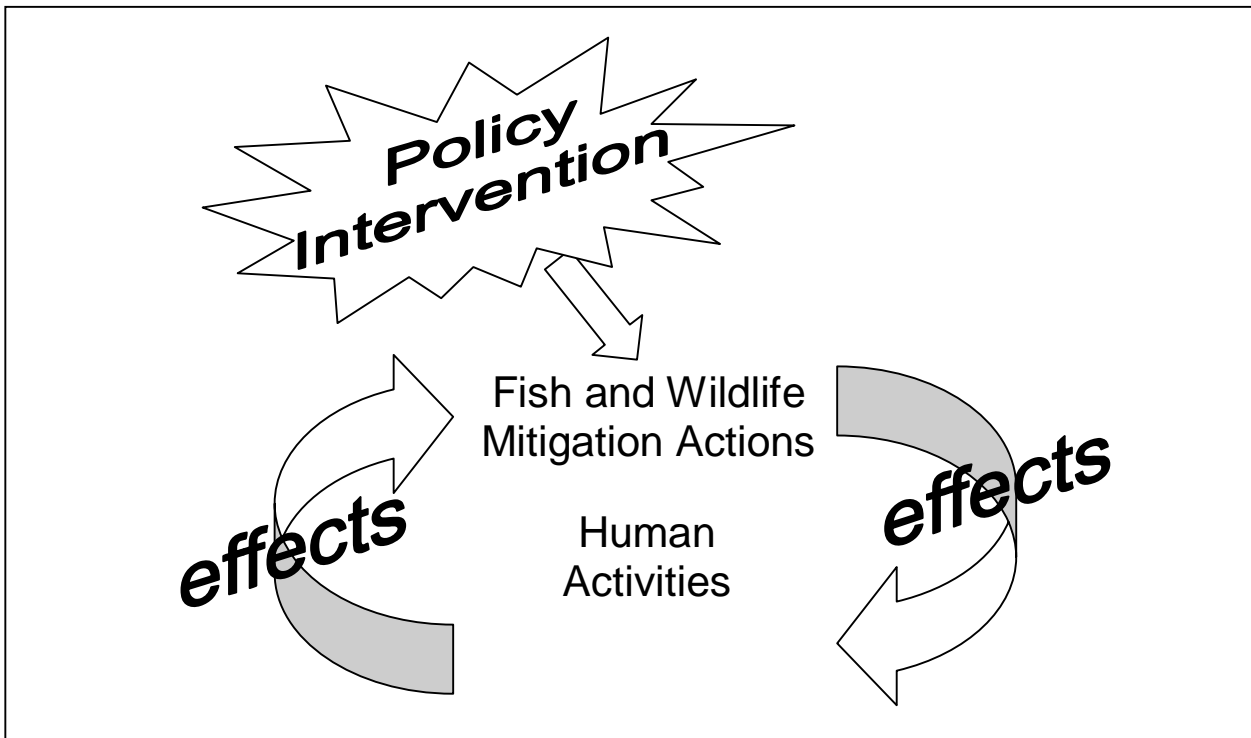 Policy
Intervention
Fish and Wildlife
Mitigation Actions
effects
effects
Human
Activities